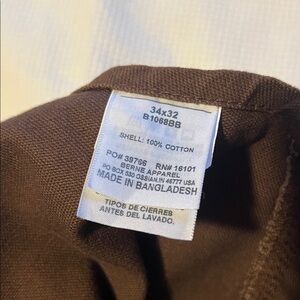 34x32
B1068BB
SHELL: 100% COTTON
PO# 39766 RN# 16101
BERNE APPAREL
PO BOX 530 OSSIAN, IN 46777 USA
MADE IN BANGLADESH
TIPOS DE CIERRES
ANTES DEL LAVADO.